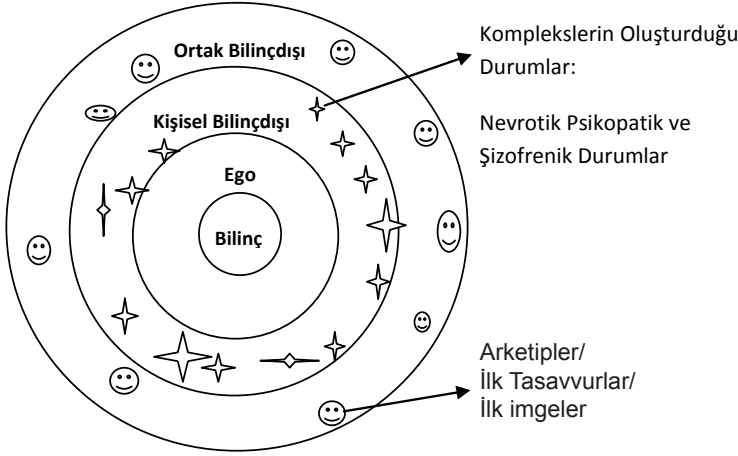 Ortak Bilinçdışı
Kişisel Bilinçdışı
Ego
Bilinç
Komplekslerin Oluşturduğu
Durumlar:
Nevrotik Psikopatik ve
Şizofrenik Durumlar
Arketipler/
İlk Tasavvurlar/
İlk imgeler